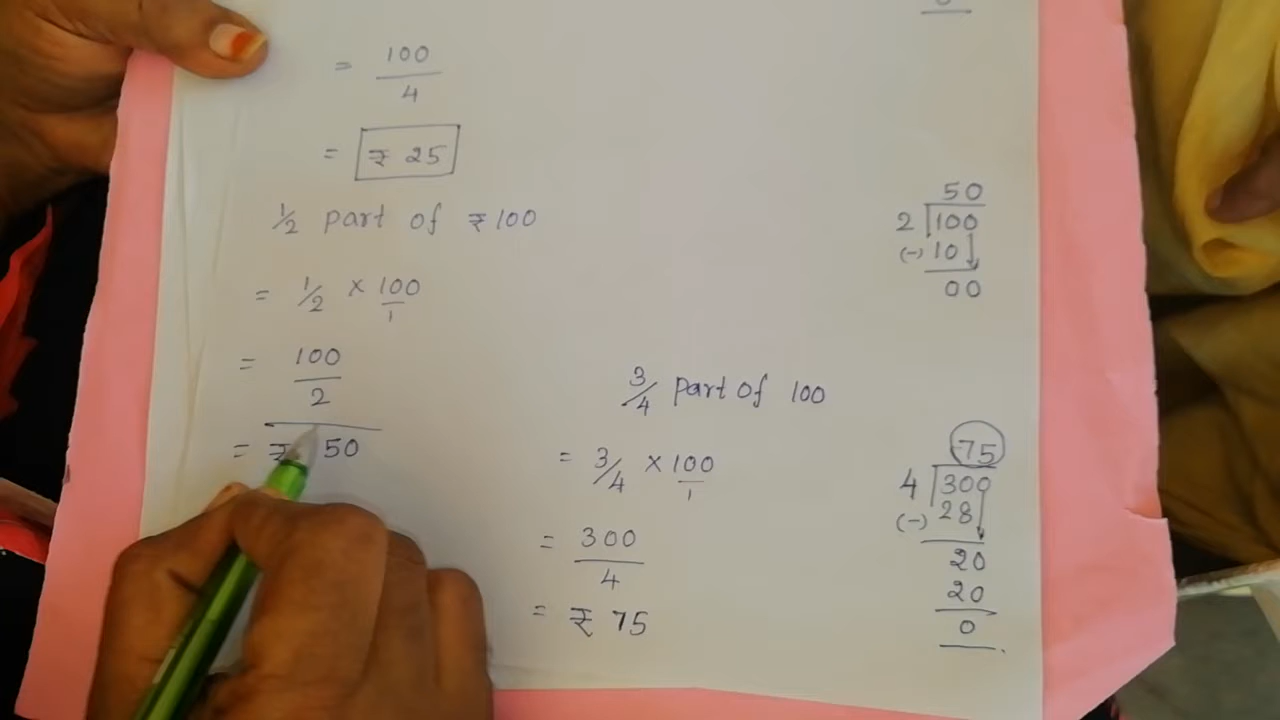 = 100/4
= ₹ 25
1/2 part of ₹ 100
= 1/2 × 100/1
= 100/2
= ₹ 50
3/4 part of 100
= 3/4 × 100/1
= 300/4
= ₹ 75
50
2 100
(-) 10
00
75
4 300
(-) 28
20
20
0